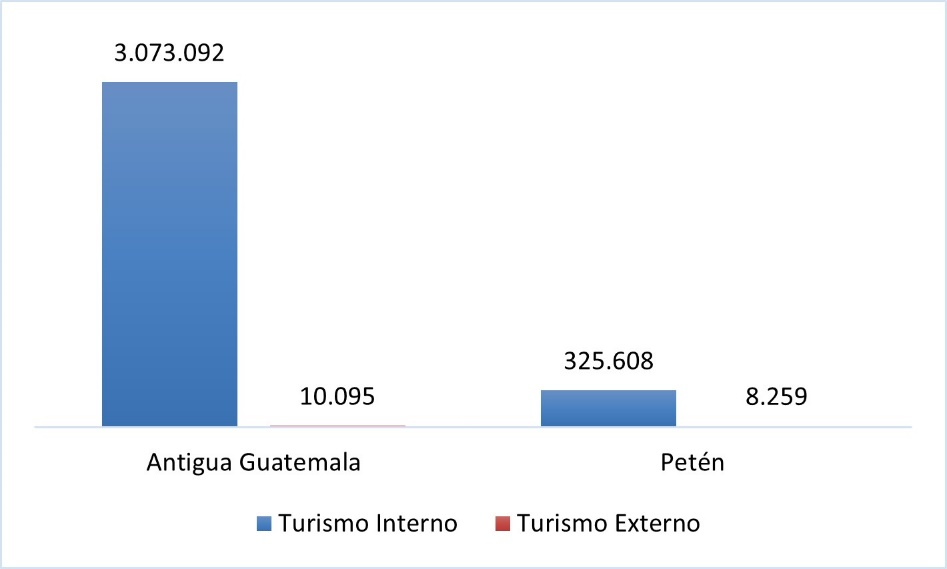 3.073.092
325.608
10.095
8.259
Antigua Guatemala
Petén
Turismo Interno
Turismo Externo